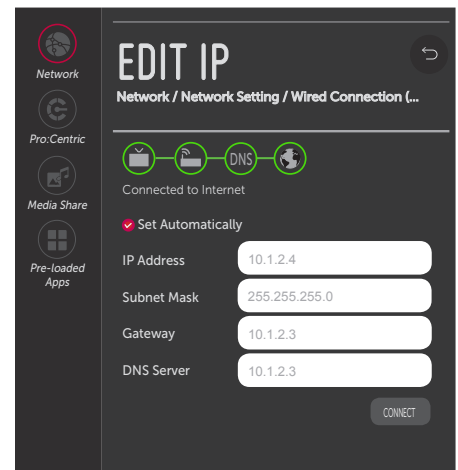 Network
Pro:Centric
Media Share
Pre-loaded
Apps
EDIT IP
Network / Network Setting / Wired Connection (...
DNS
Connected to Internet
Set Automatically
IP Address
10.1.2.4
Subnet Mask
255.255.255.0
Gateway
10.1.2.3
DNS Server
10.1.2.3
CONNECT